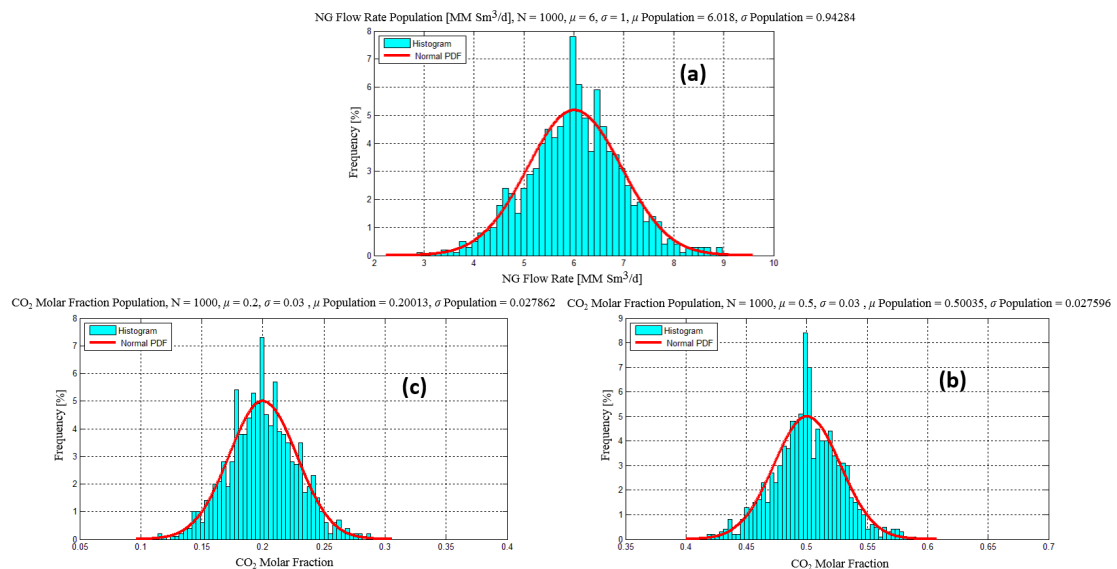 NG Flow Rate Population [MM Sm³/d], N = 1000, μ = 6, σ = 1, μ Population = 6.018, σ Population = 0.94284
Histogram
Normal PDF
(a)
Frequency [%]
8
7
6
5
4
3
2
1
0
2 3 4 5 6 7 8 9 10
NG Flow Rate [MM Sm³/d]
CO₂ Molar Fraction Population, N = 1000, μ = 0.2, σ = 0.03 , μ Population = 0.20013, σ Population = 0.027862
Histogram
Normal PDF
(c)
Frequency [%]
8
7
6
5
4
3
2
1
0
0.05 0.1 0.15 0.2 0.25 0.3 0.35 0.4
CO₂ Molar Fraction
CO₂ Molar Fraction Population, N = 1000, μ = 0.5, σ = 0.03 , μ Population = 0.50035, σ Population = 0.027596
Histogram
Normal PDF
(b)
Frequency [%]
9
8
7
6
5
4
3
2
1
0
0.35 0.4 0.45 0.5 0.55 0.6 0.65 0.7
CO₂ Molar Fraction